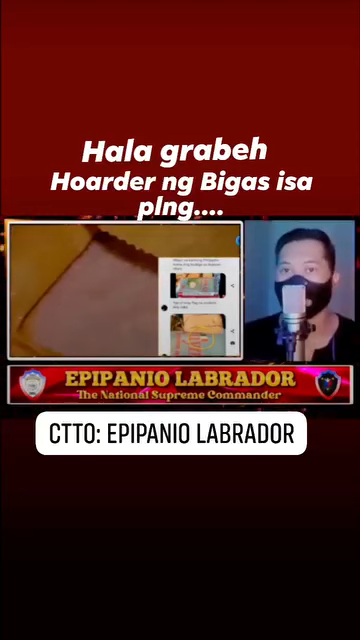 Hala grabeh
Hoarder ng Bigas isa
plng....
EPIPANIO LABRADOR
The National Supreme Commander
CTTO: EPIPANIO LABRADOR